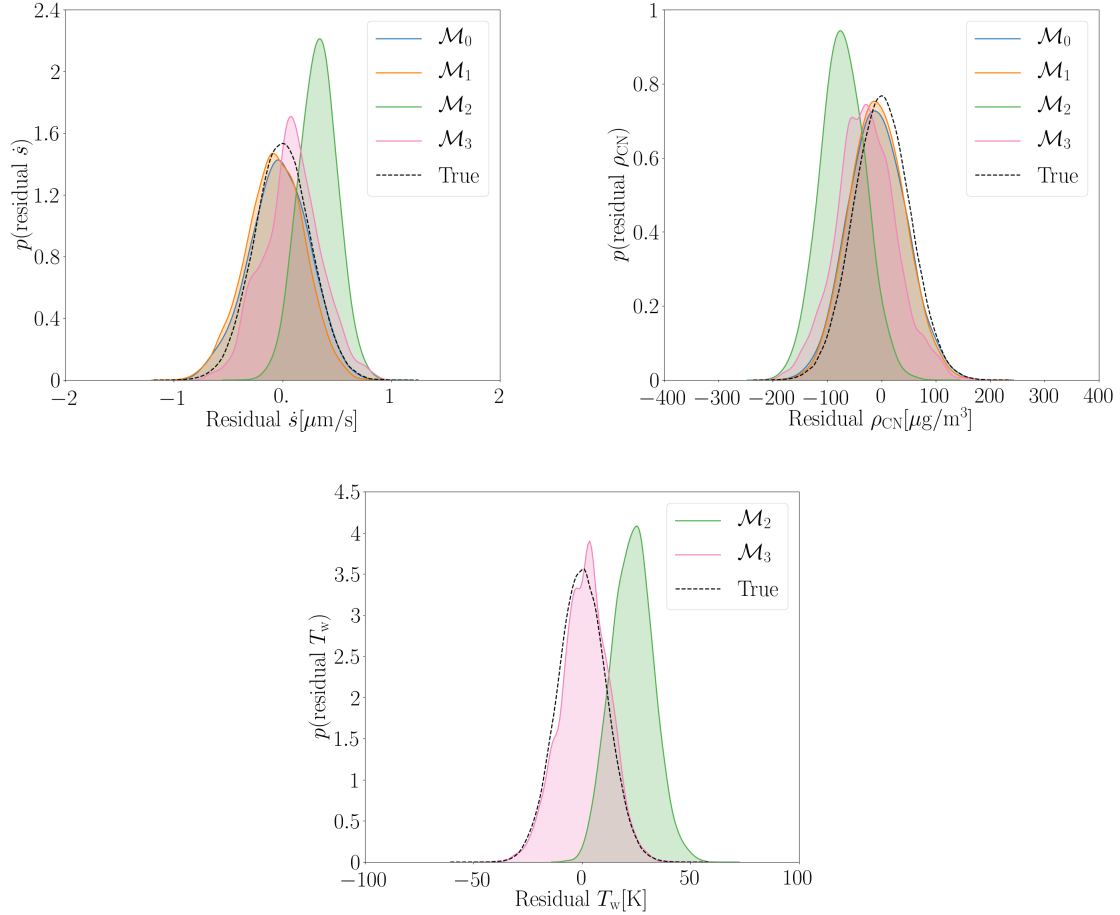 2.4
2
1.6
1.2
0.8
0.4
0
p(residual ṡ)
−2
−1
0
1
2
Residual ṡ[μm/s]
ℳ₀
ℳ₁
ℳ₂
ℳ₃
True
1
0.8
0.6
0.4
0.2
0
p(residual ρ_CN)
−400
−300
−200
−100
0
100
200
300
400
Residual ρ_CN[μg/m³]
ℳ₀
ℳ₁
ℳ₂
ℳ₃
True
4.5
4
3.5
3
2.5
2
1.5
1
0.5
0
p(residual T_w)
−100
−50
0
50
100
Residual T_w[K]
ℳ₂
ℳ₃
True